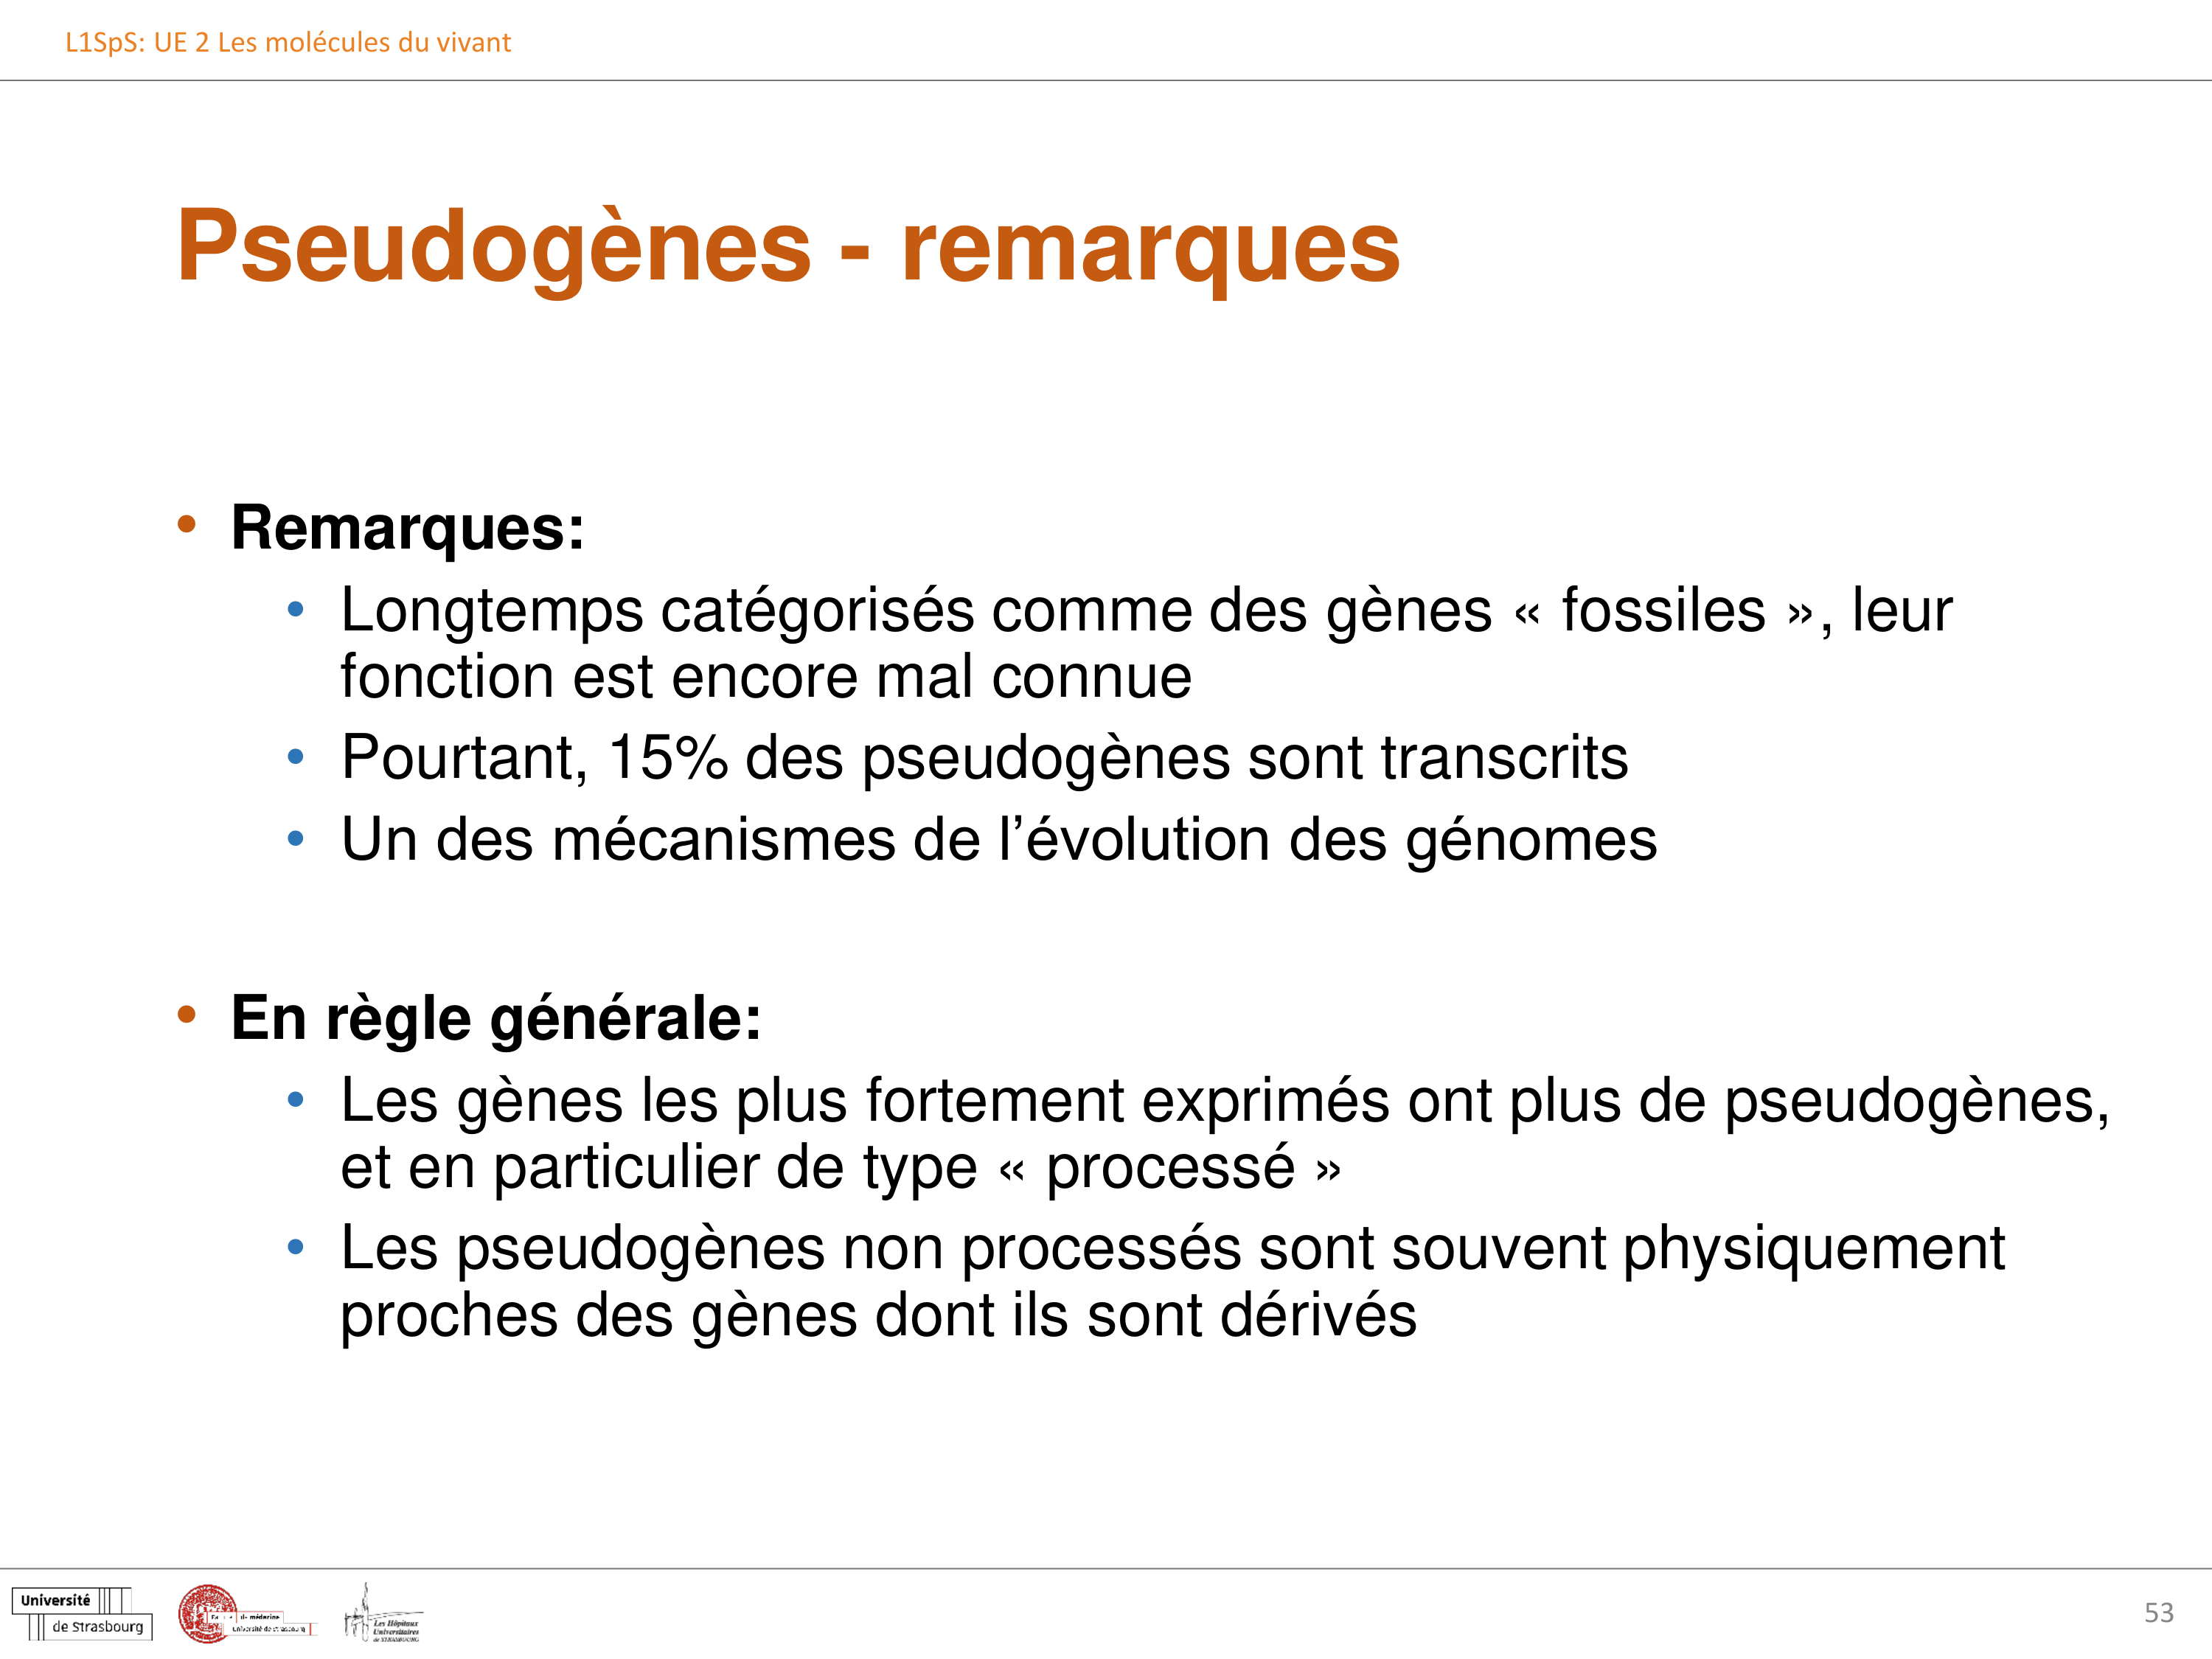 L1SpS: UE 2 Les molécules du vivant
Pseudogènes - remarques
• Remarques:
• Longtemps catégorisés comme des gènes « fossiles », leur
fonction est encore mal connue
• Pourtant, 15% des pseudogènes sont transcrits
• Un des mécanismes de l’évolution des génomes
• En règle générale:
• Les gènes les plus fortement exprimés ont plus de pseudogènes,
et en particulier de type « processé »
• Les pseudogènes non processés sont souvent physiquement
proches des gènes dont ils sont dérivés
Université
de Strasbourg
de médecine
Université de Strasbourg
Les Hôpitaux
Universitaires
de STRASBOURG
53